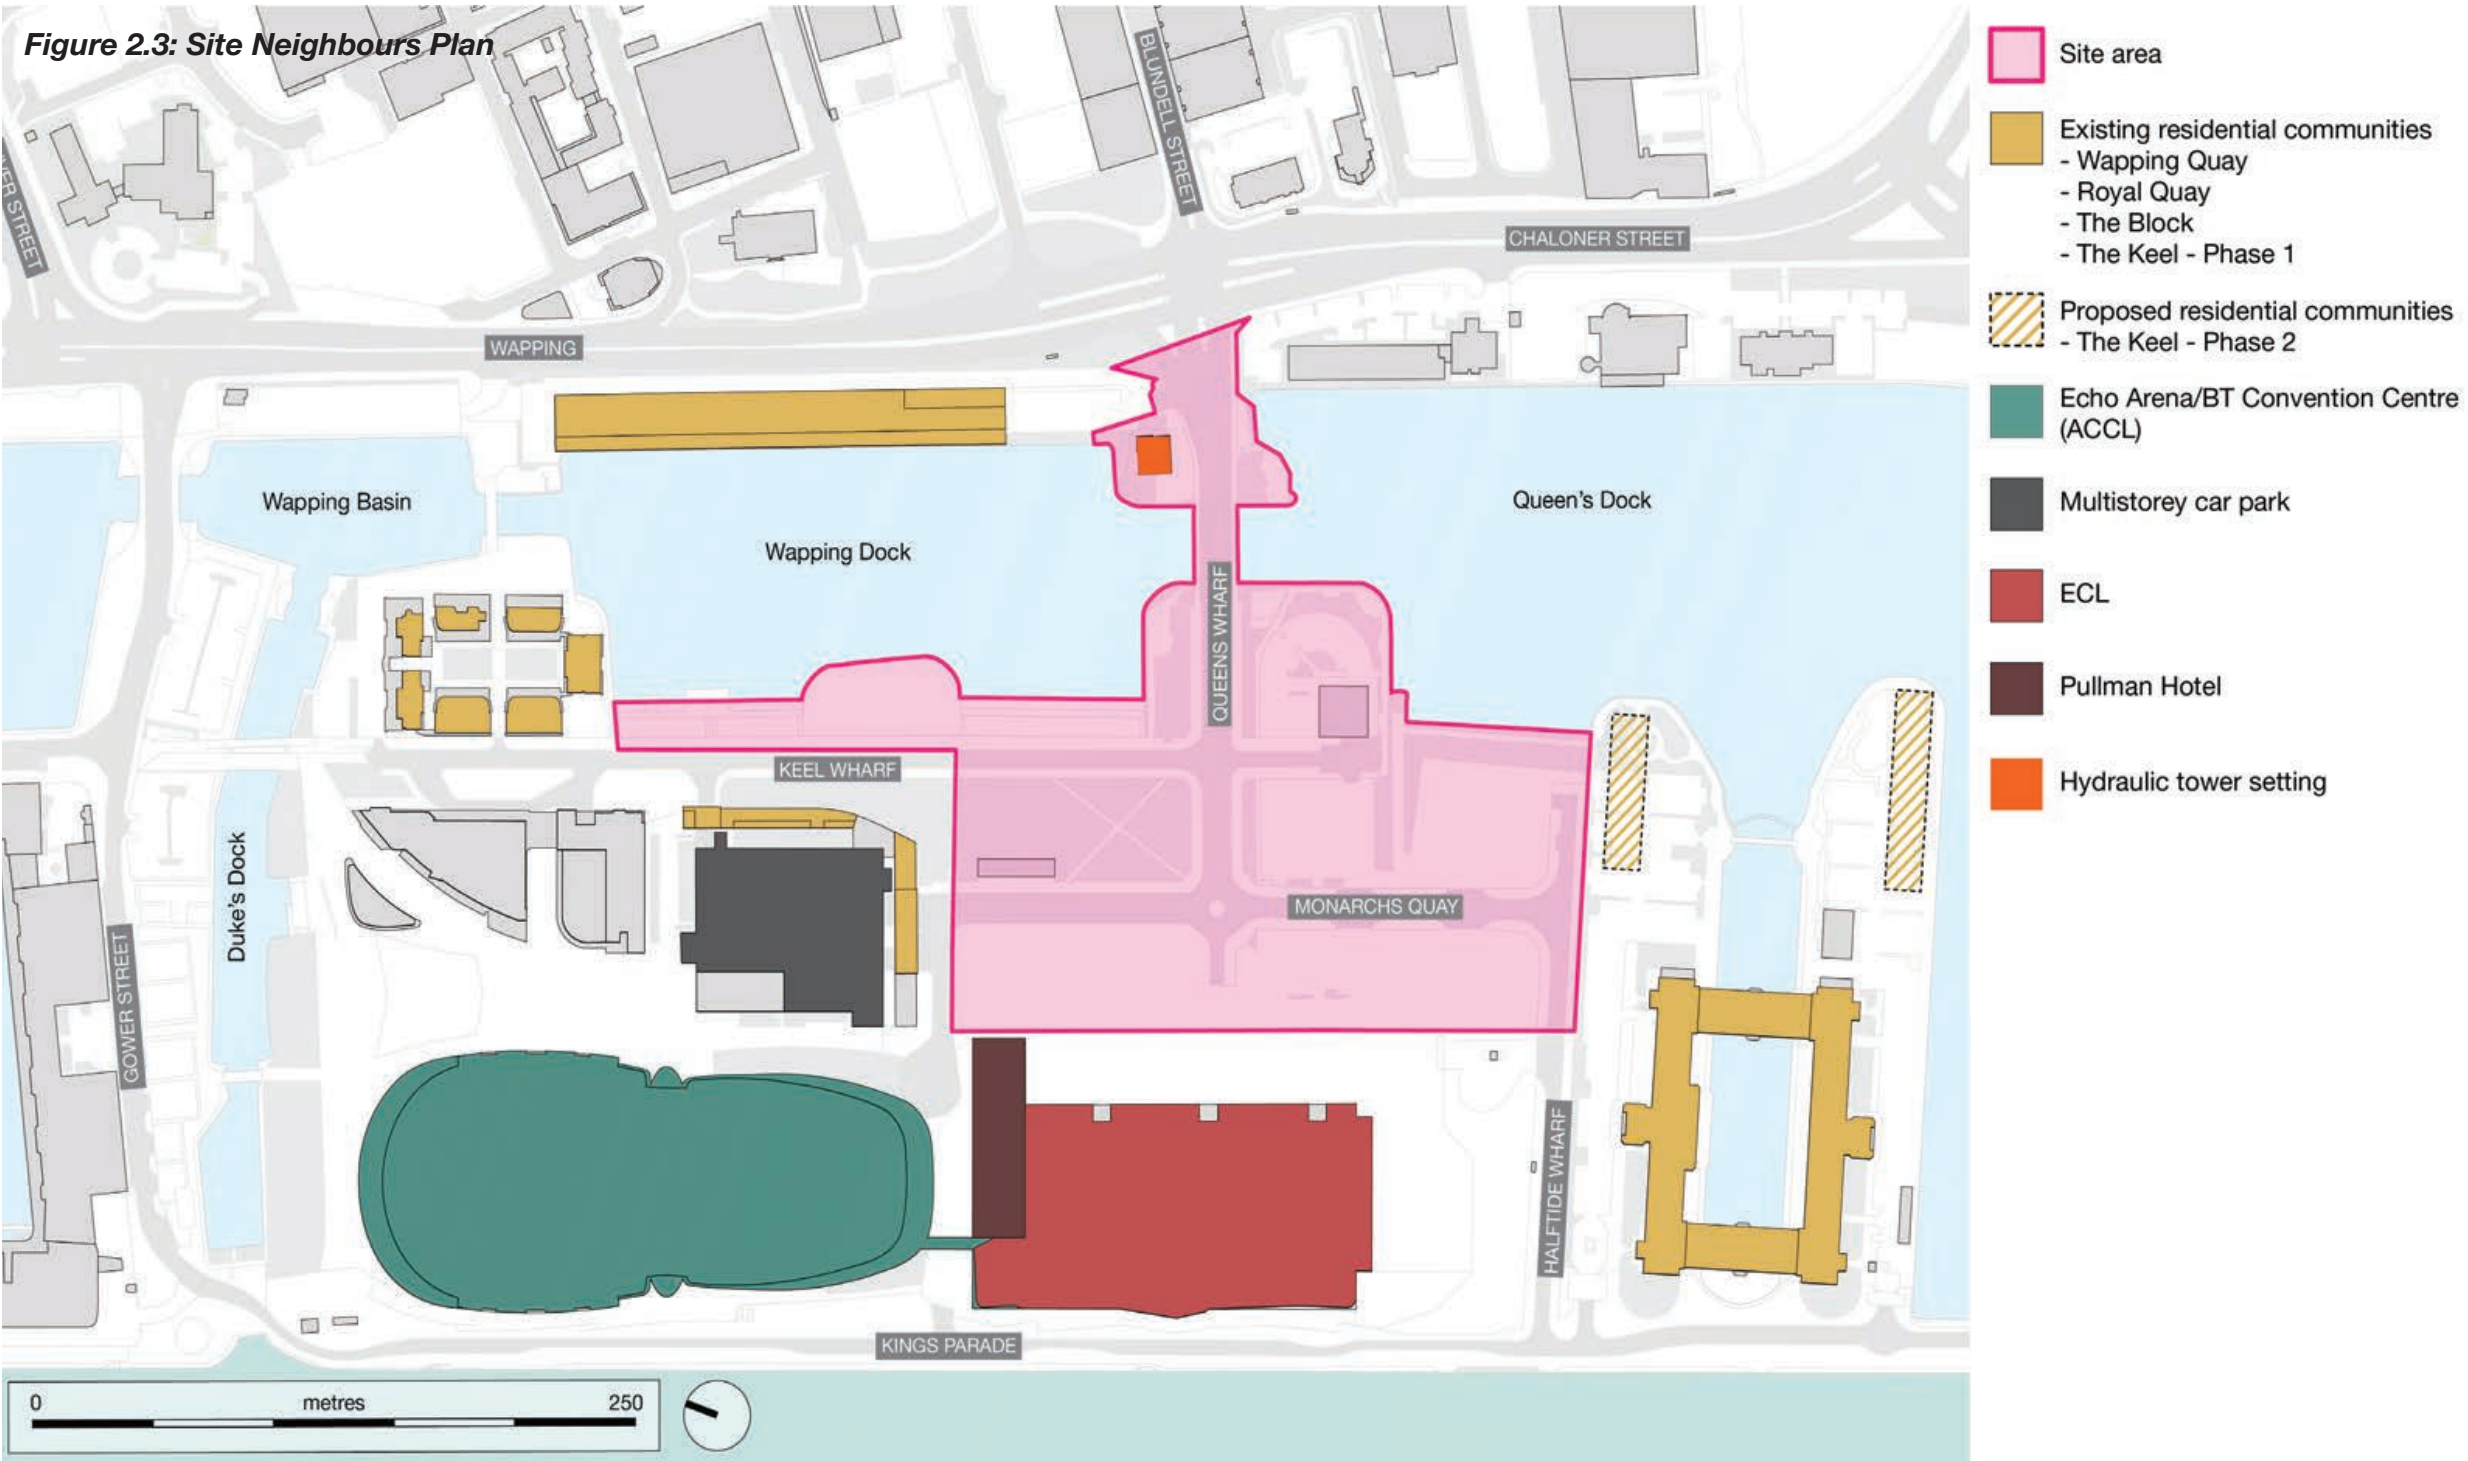 Figure 2.3: Site Neighbours Plan
BLUNDELL STREET
STREET
CHALONER STREET
WAPPING
Wapping Basin
Wapping Dock
Queen's Dock
QUEENS WHARF
KEEL WHARF
Duke's Dock
MONARCHS QUAY
GOWER STREET
HALFTIDE WHARF
KINGS PARADE
0 metres 250
Site area
Existing residential communities
- Wapping Quay
- Royal Quay
- The Block
- The Keel - Phase 1
Proposed residential communities
- The Keel - Phase 2
Echo Arena/BT Convention Centre
(ACCL)
Multistorey car park
ECL
Pullman Hotel
Hydraulic tower setting